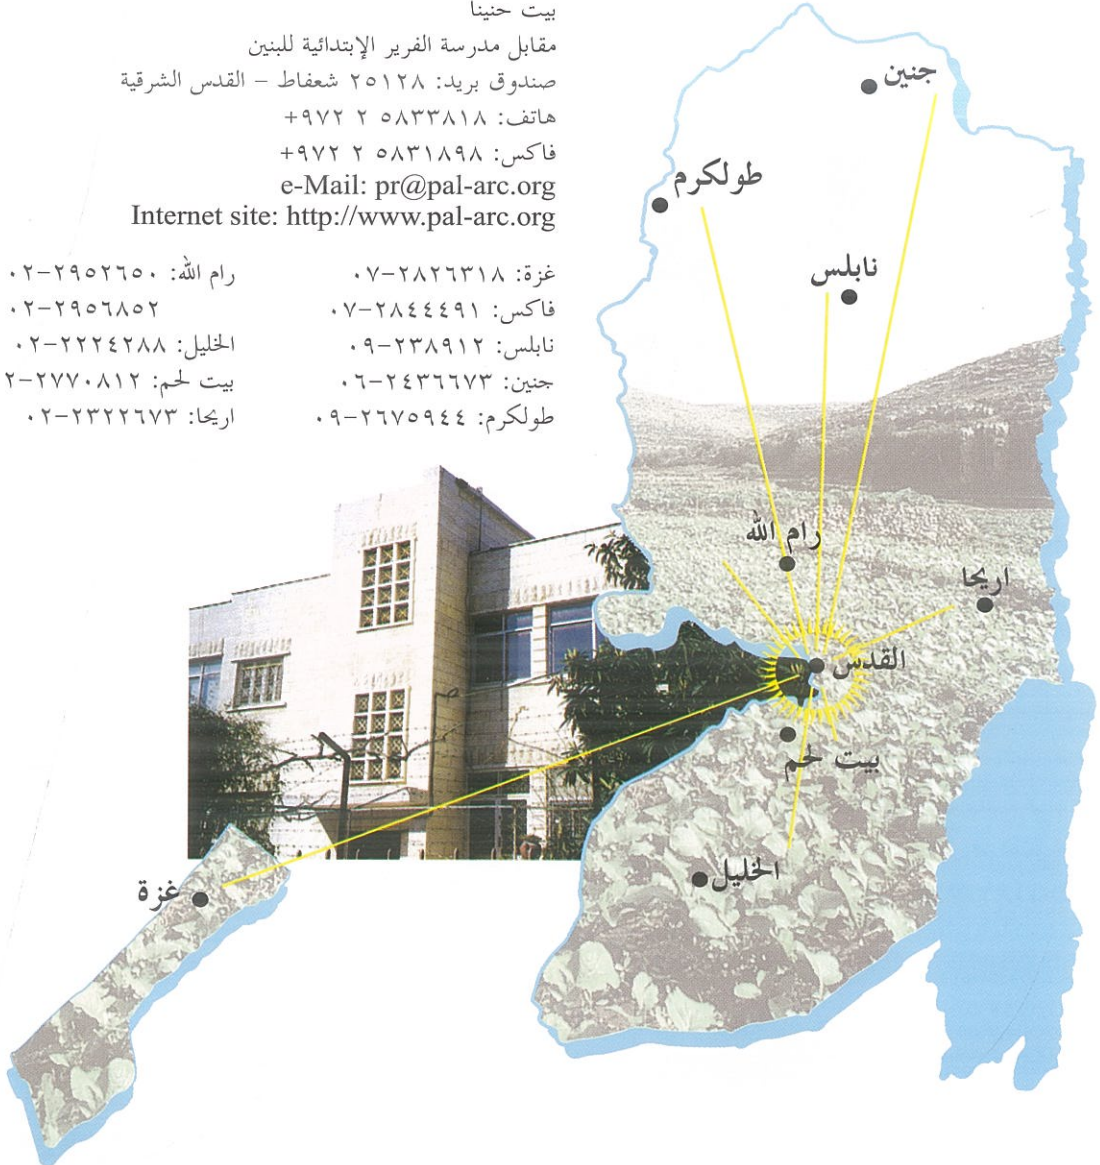 بيت حنينا
مقابل مدرسة الفرير الإبتدائية للبنين
صندوق بريد: ٢٥١٢٨ شعفاط – القدس الشرقية
هاتف: ٥٨٣٣٨١٨ ٢ ٩٧٢+
فاكس: ٥٨٣١٨٩٨ ٢ ٩٧٢+
e-Mail: pr@pal-arc.org
Internet site: http://www.pal-arc.org
غزة: ٢٨٢٦٣١٨-٠٧
فاكس: ٢٨٤٤٤٩١-٠٧
نابلس: ٢٣٨٩١٢-٠٩
جنين: ٢٤٣٦٦٧٣-٠٦
طولكرم: ٢٦٧٥٩٤٤-٠٩
رام الله: ٢٩٥٢٦٥٠-٠٢
٢٩٥٦٨٥٢-٠٢
الخليل: ٢٢٢٤٢٨٨-٠٢
بيت لحم: ٢٧٧٠٨١٢-٢
اريحا: ٢٣٢٢٦٧٣-٠٢
جنين
طولكرم
نابلس
رام الله
اريحا
القدس
بيت لحم
الخليل
غزة